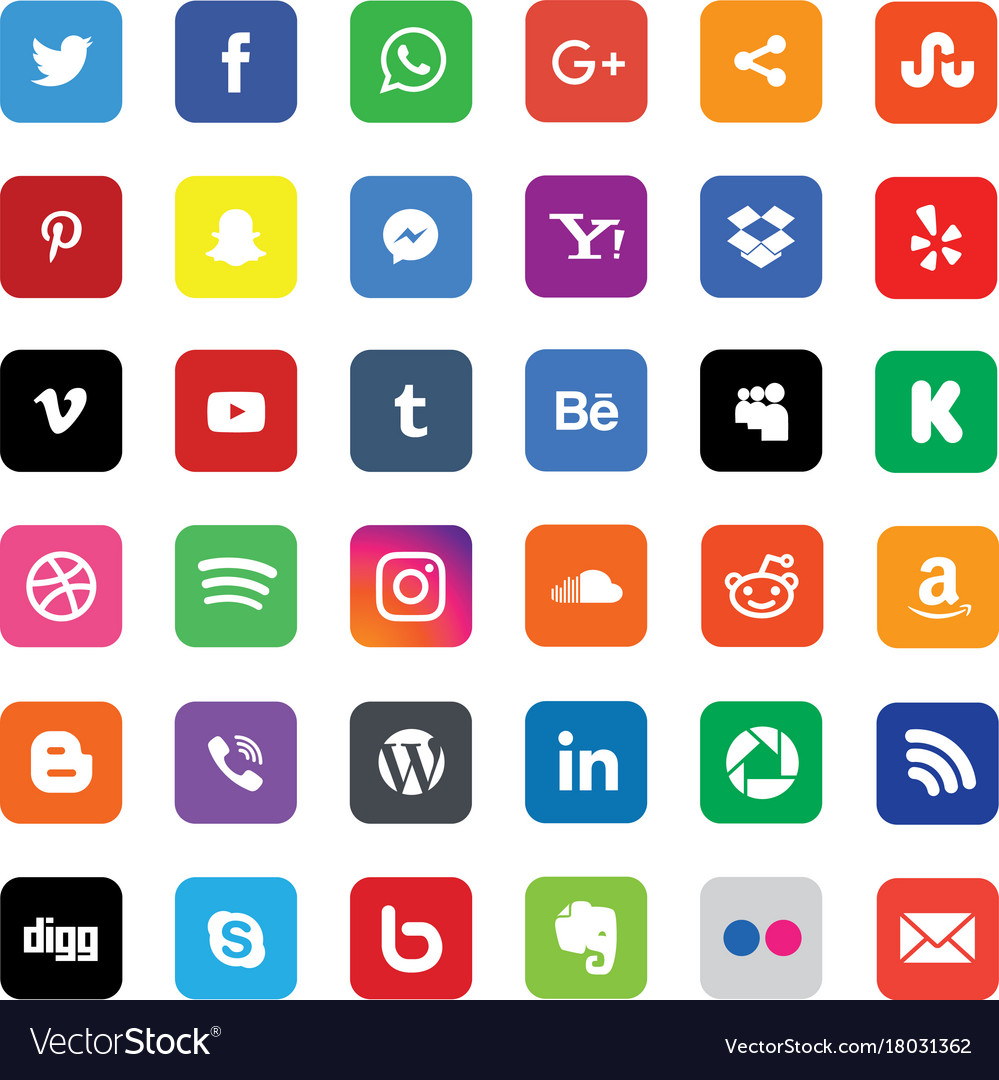 f G+
Y!
t Bē K
a
B W in
digg S b
VectorStock®
VectorStock.com/18031362